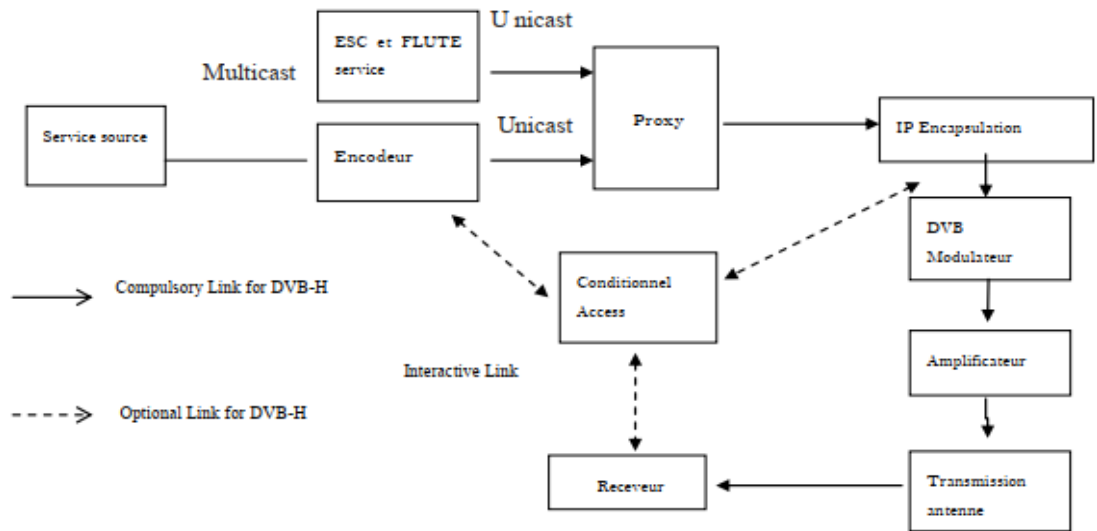 U nicast
ESC et FLUTE
service
Multicast
Service source
Encodeur
Unicast
Proxy
IP Encapsulation
DVB
Modulateur
Conditionnel
Access
Compulsory Link for DVB-H
Interactive Link
Amplificateur
Optional Link for DVB-H
Receveur
Transmission
antenne